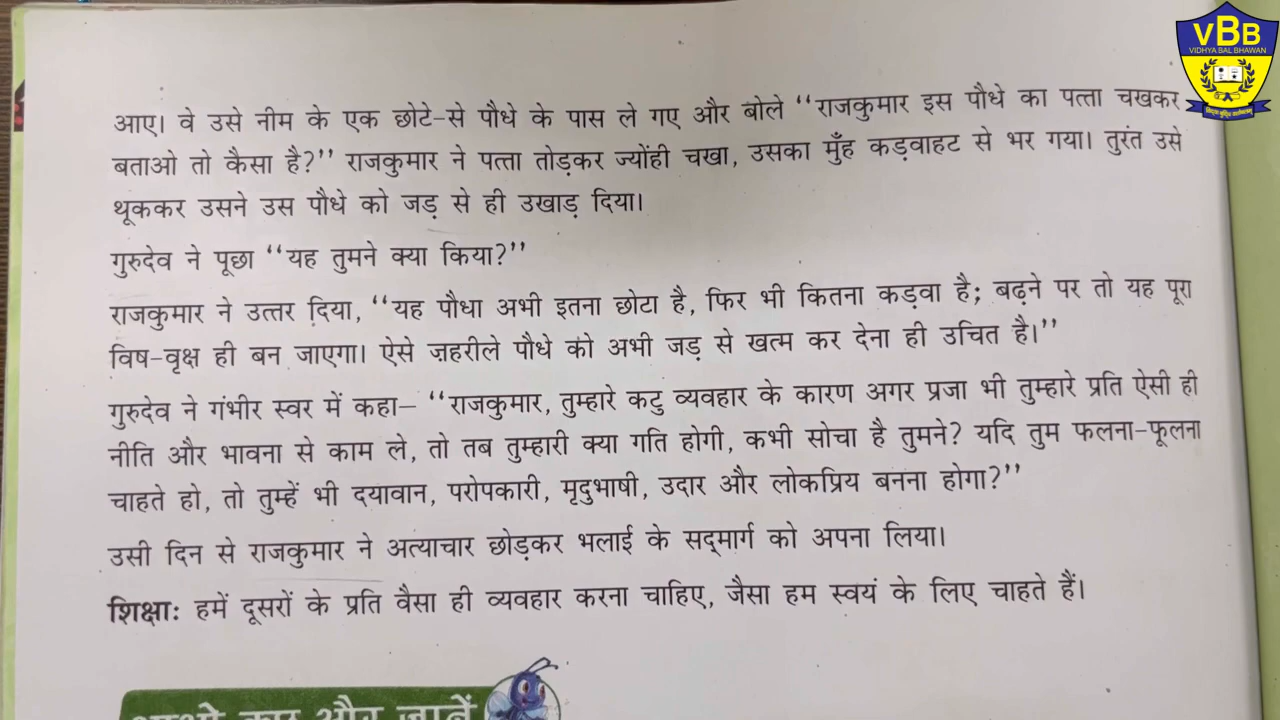 VBB
VIDHYA BAL BHAWAN
आए। वे उसे नीम के एक छोटे-से पौधे के पास ले गए और बोले ‘‘राजकुमार इस पौधे का पत्ता चखकर
बताओ तो कैसा है?’’ राजकुमार ने पत्ता तोड़कर ज्योंही चखा, उसका मुँह कड़वाहट से भर गया। तुरंत उसे
थूककर उसने उस पौधे को जड़ से ही उखाड़ दिया।
गुरुदेव ने पूछा ‘‘यह तुमने क्या किया?’’
राजकुमार ने उत्तर दिया, ‘‘यह पौधा अभी इतना छोटा है, फिर भी कितना कड़वा है; बढ़ने पर तो यह पूरा
विष-वृक्ष ही बन जाएगा। ऐसे ज़हरीले पौधे को अभी जड़ से खत्म कर देना ही उचित है।’’
गुरुदेव ने गंभीर स्वर में कहा– ‘‘राजकुमार, तुम्हारे कटु व्यवहार के कारण अगर प्रजा भी तुम्हारे प्रति ऐसी ही
नीति और भावना से काम ले, तो तब तुम्हारी क्या गति होगी, कभी सोचा है तुमने? यदि तुम फलना-फूलना
चाहते हो, तो तुम्हें भी दयावान, परोपकारी, मृदुभाषी, उदार और लोकप्रिय बनना होगा?’’
उसी दिन से राजकुमार ने अत्याचार छोड़कर भलाई के सद्‌मार्ग को अपना लिया।
शिक्षाः हमें दूसरों के प्रति वैसा ही व्यवहार करना चाहिए, जैसा हम स्वयं के लिए चाहते हैं।
आओ कुछ और जानें